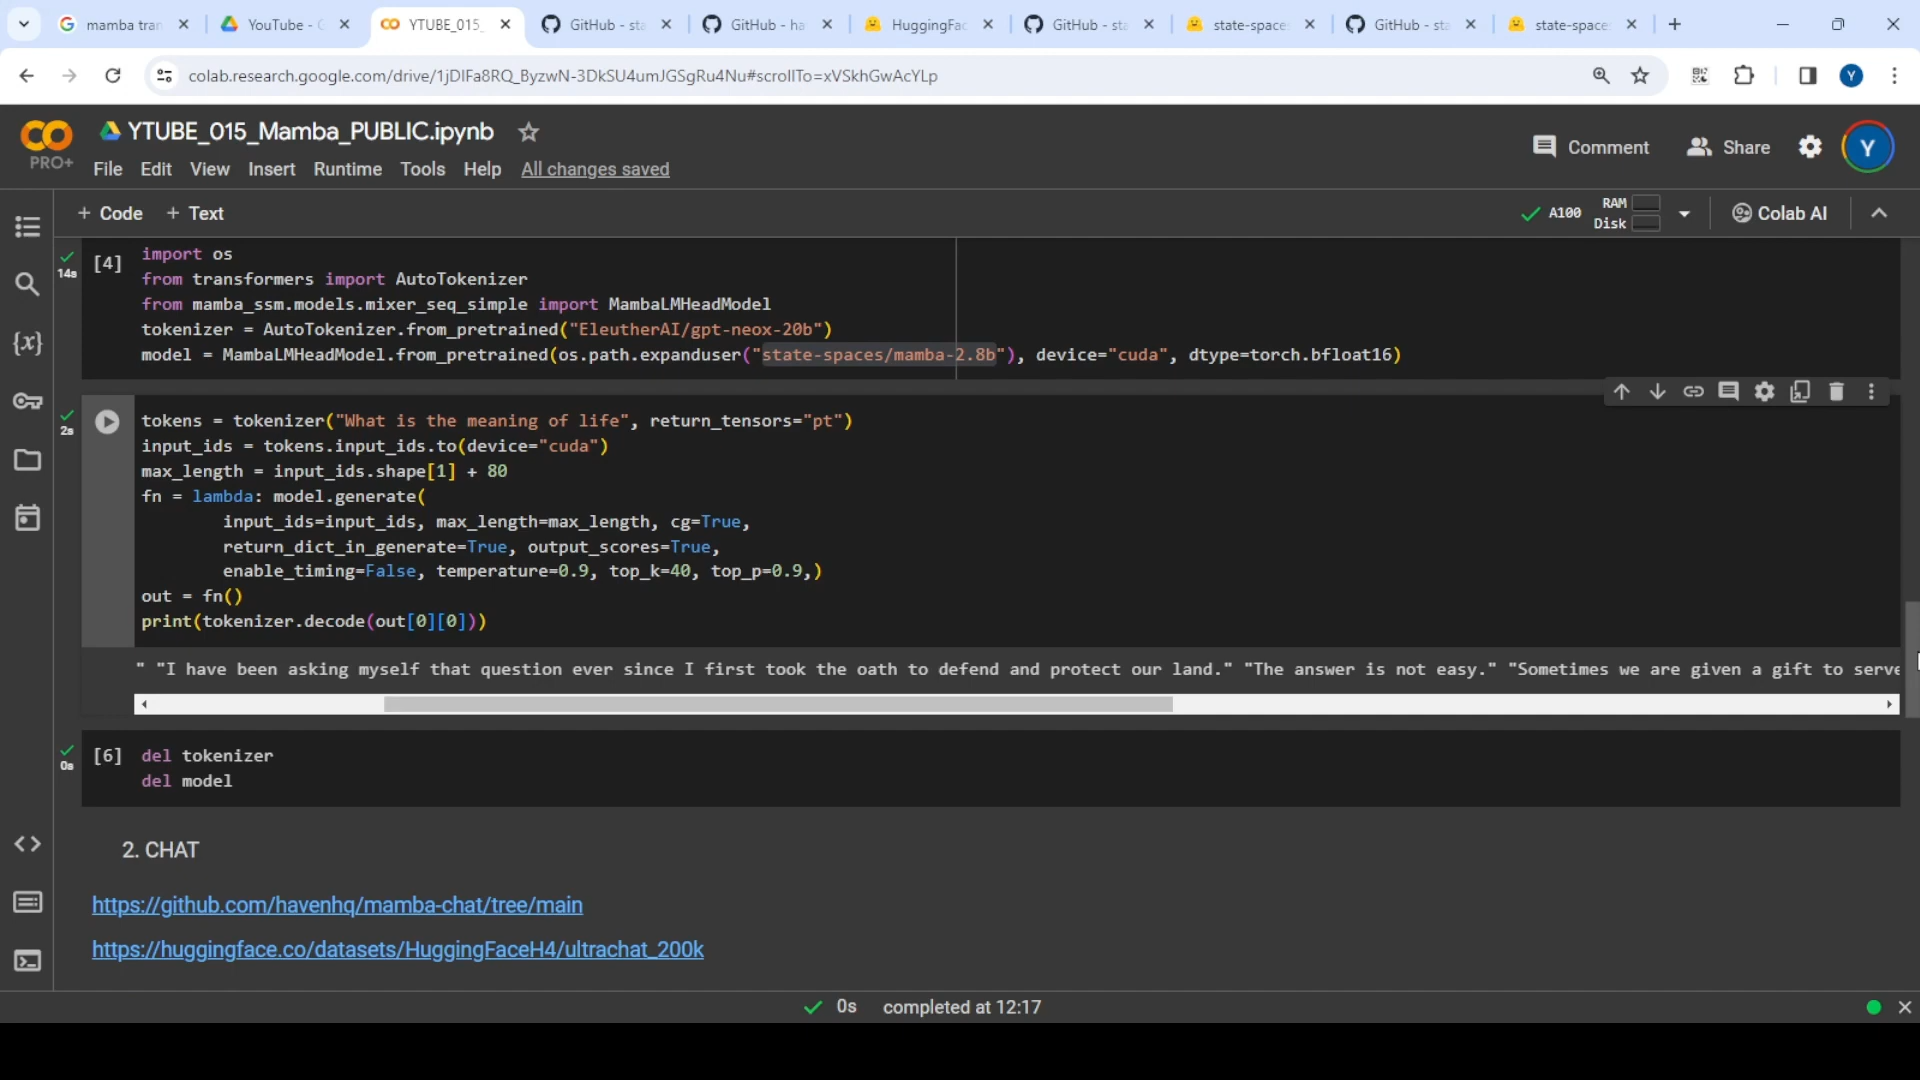 mamba tran
YouTube - G
YTUBE_015_
GitHub - sta
GitHub - ha
HuggingFac
GitHub - sta
state-space
GitHub - sta
state-space
colab.research.google.com/drive/1jDIFa8RQ_ByzwN-3DkSU4umJGSgRu4Nu#scrollTo=xVSkhGwAcYLp
Y
PRO+
YTUBE_015_Mamba_PUBLIC.ipynb
Comment
Share
Y
File Edit View Insert Runtime Tools Help All changes saved
+ Code + Text
A100
RAM
Disk
Colab AI
14s
[4]
import os
from transformers import AutoTokenizer
from mamba_ssm.models.mixer_seq_simple import MambaLMHeadModel
tokenizer = AutoTokenizer.from_pretrained("EleutherAI/gpt-neox-20b")
model = MambaLMHeadModel.from_pretrained(os.path.expanduser("state-spaces/mamba-2.8b"), device="cuda", dtype=torch.bfloat16)
2s
tokens = tokenizer("What is the meaning of life", return_tensors="pt")
input_ids = tokens.input_ids.to(device="cuda")
max_length = input_ids.shape[1] + 80
fn = lambda: model.generate(
input_ids=input_ids, max_length=max_length, cg=True,
return_dict_in_generate=True, output_scores=True,
enable_timing=False, temperature=0.9, top_k=40, top_p=0.9,)
out = fn()
print(tokenizer.decode(out[0][0]))
" "I have been asking myself that question ever since I first took the oath to defend and protect our land." "The answer is not easy." "Sometimes we are given a gift to serve
0s
[6]
del tokenizer
del model
2. CHAT
https://github.com/havenhq/mamba-chat/tree/main
https://huggingface.co/datasets/HuggingFaceH4/ultrachat_200k
0s completed at 12:17